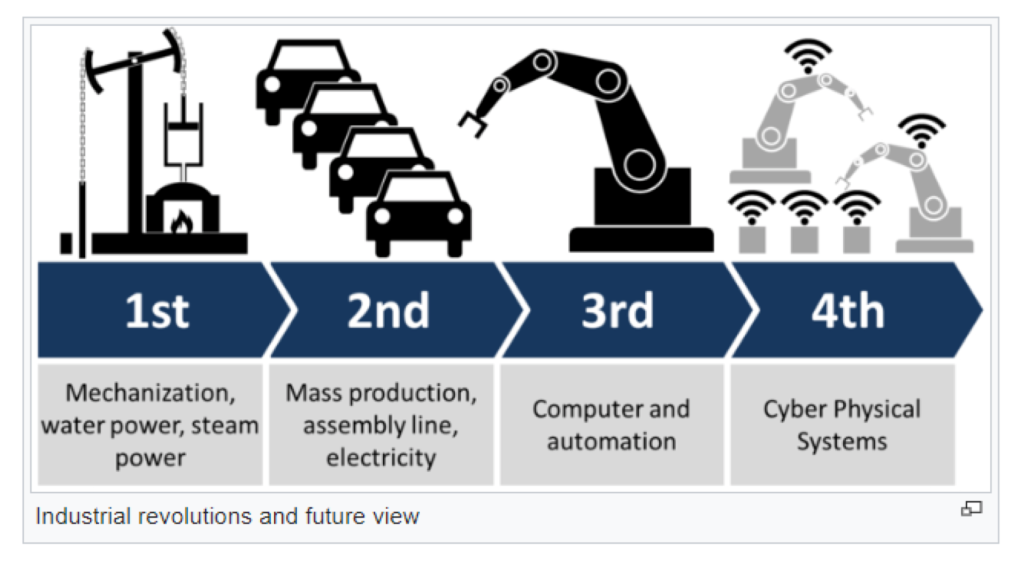 1st
2nd
3rd
4th
Mechanization,
water power, steam
power
Mass production,
assembly line,
electricity
Computer and
automation
Cyber Physical
Systems
Industrial revolutions and future view